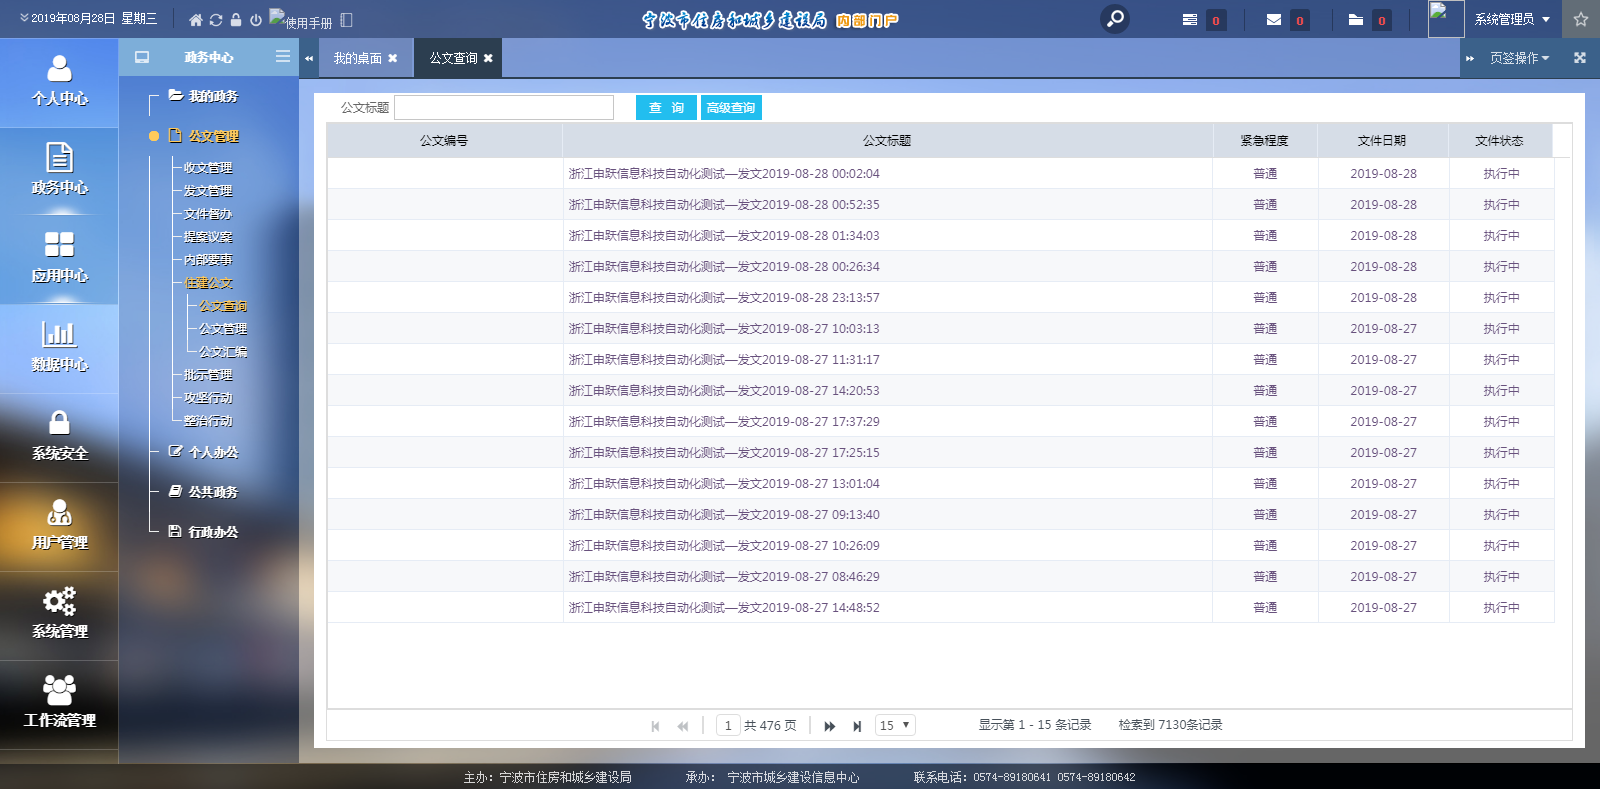 2019年08月28日 星期三 使用手册 宁波市住房和城乡建设局 内部门户 0 0 0 系统管理员
个人中心
政务中心
应用中心
数据中心
系统安全
用户管理
系统管理
工作流管理
政务中心
我的政务
公文管理
收文管理
发文管理
文件督办
提案议案
内部要事
住建公文
公文查询
公文管理
公文汇编
批示管理
攻坚行动
整治行动
个人办公
公共政务
行政办公
我的桌面 公文查询 页签操作
公文标题 查 询 高级查询
公文编号 公文标题 紧急程度 文件日期 文件状态
浙江申跃信息科技自动化测试—发文2019-08-28 00:02:04 普通 2019-08-28 执行中
浙江申跃信息科技自动化测试—发文2019-08-28 00:52:35 普通 2019-08-28 执行中
浙江申跃信息科技自动化测试—发文2019-08-28 01:34:03 普通 2019-08-28 执行中
浙江申跃信息科技自动化测试—发文2019-08-28 00:26:34 普通 2019-08-28 执行中
浙江申跃信息科技自动化测试—发文2019-08-28 23:13:57 普通 2019-08-28 执行中
浙江申跃信息科技自动化测试—发文2019-08-27 10:03:13 普通 2019-08-27 执行中
浙江申跃信息科技自动化测试—发文2019-08-27 11:31:17 普通 2019-08-27 执行中
浙江申跃信息科技自动化测试—发文2019-08-27 14:20:53 普通 2019-08-27 执行中
浙江申跃信息科技自动化测试—发文2019-08-27 17:37:29 普通 2019-08-27 执行中
浙江申跃信息科技自动化测试—发文2019-08-27 17:25:15 普通 2019-08-27 执行中
浙江申跃信息科技自动化测试—发文2019-08-27 13:01:04 普通 2019-08-27 执行中
浙江申跃信息科技自动化测试—发文2019-08-27 09:13:40 普通 2019-08-27 执行中
浙江申跃信息科技自动化测试—发文2019-08-27 10:26:09 普通 2019-08-27 执行中
浙江申跃信息科技自动化测试—发文2019-08-27 08:46:29 普通 2019-08-27 执行中
浙江申跃信息科技自动化测试—发文2019-08-27 14:48:52 普通 2019-08-27 执行中
1 共 476 页 15 显示第 1 - 15 条记录 检索到 7130条记录
主办：宁波市住房和城乡建设局 承办： 宁波市城乡建设信息中心 联系电话：0574-89180641 0574-89180642